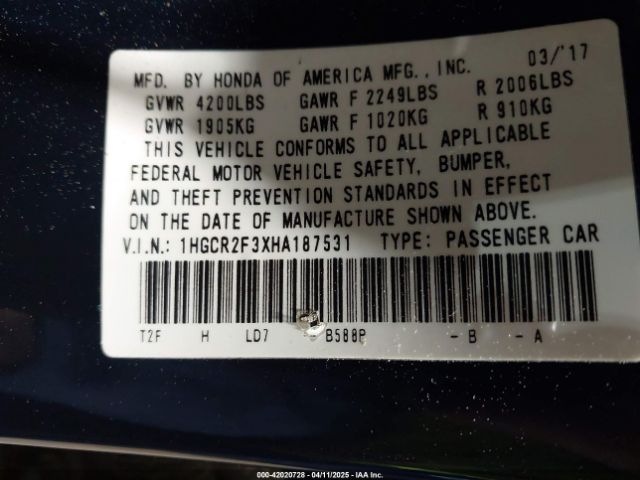 03/'17
MFD. BY HONDA OF AMERICA MFG., INC.
GVWR 4200LBS GAWR F 2249LBS R 2006LBS
GVWR 1905KG GAWR F 1020KG R 910KG
THIS VEHICLE CONFORMS TO ALL APPLICABLE
FEDERAL MOTOR VEHICLE SAFETY, BUMPER,
AND THEFT PREVENTION STANDARDS IN EFFECT
ON THE DATE OF MANUFACTURE SHOWN ABOVE.
V.I.N.: 1HGCR2F3XHA187531 TYPE: PASSENGER CAR
T2F H LD7 B588P -B -A
000-42020728 - 04/11/2025 - IAA Inc.